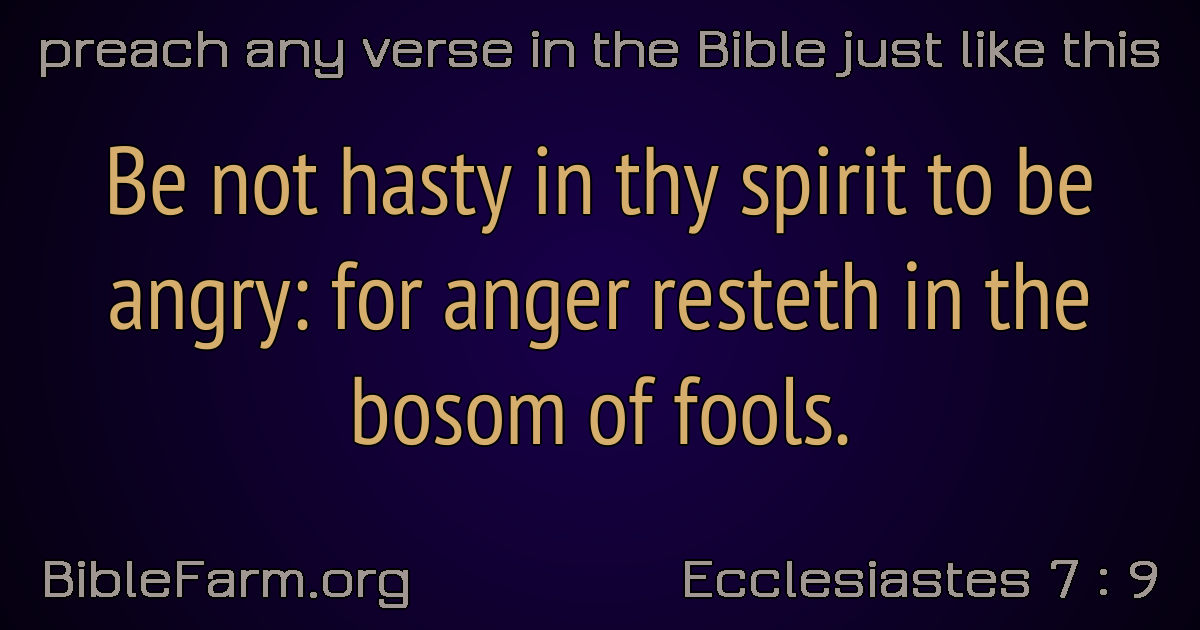 preach any verse in the Bible just like this
Be not hasty in thy spirit to be
angry: for anger resteth in the
bosom of fools.
BibleFarm.org
Ecclesiastes 7 : 9